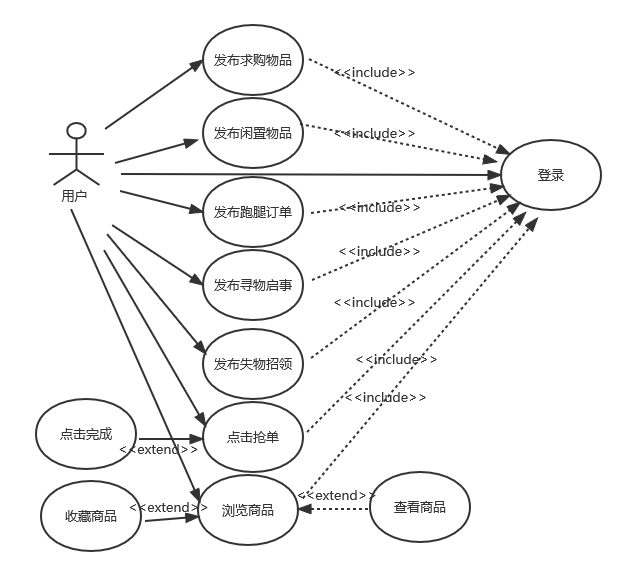 发布求购物品
<<include>>
发布闲置物品
<<include>>
登录
用户
发布跑腿订单
<<include>>
<<include>>
发布寻物启事
<<include>>
发布失物招领
<<include>>
<<include>>
点击完成
<<extend>>
点击抢单
<<extend>>
收藏商品
<<extend>>
浏览商品
查看商品